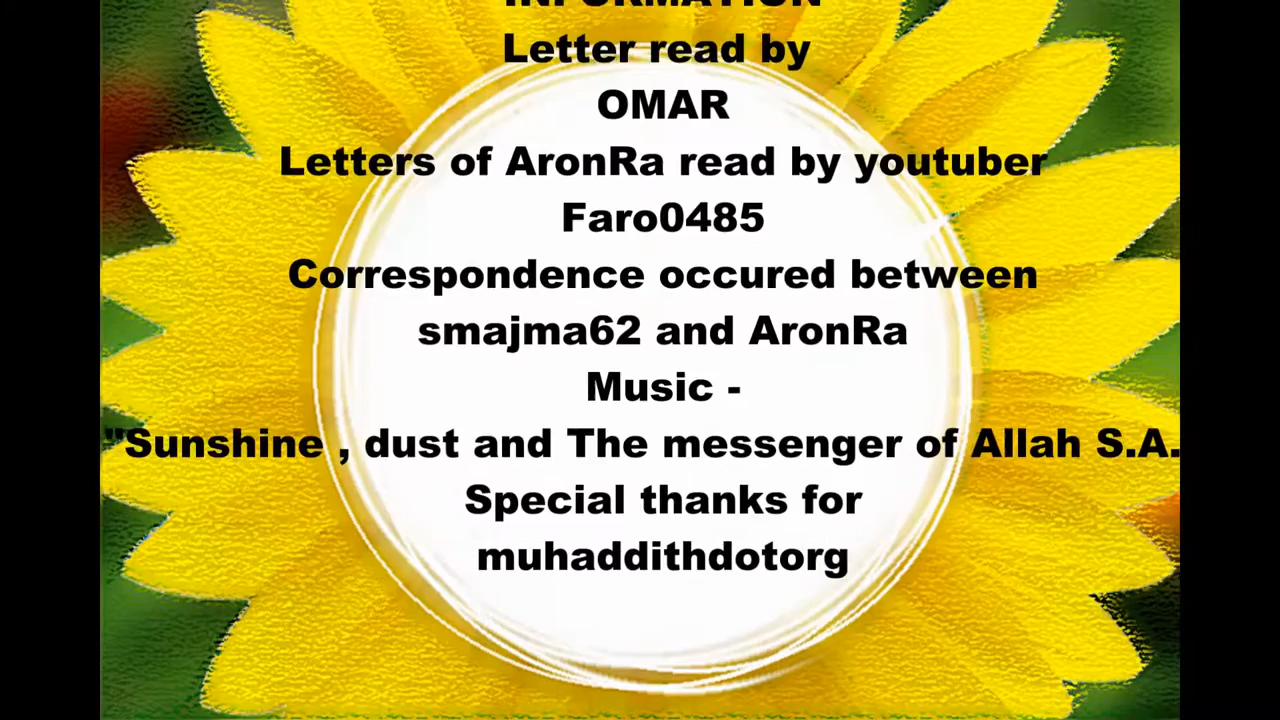 INFORMATION
Letter read by
OMAR
Letters of AronRa read by youtuber
Faro0485
Correspondence occured between
smajma62 and AronRa
Music -
"Sunshine , dust and The messenger of Allah S.A.
Special thanks for
muhaddithdotorg